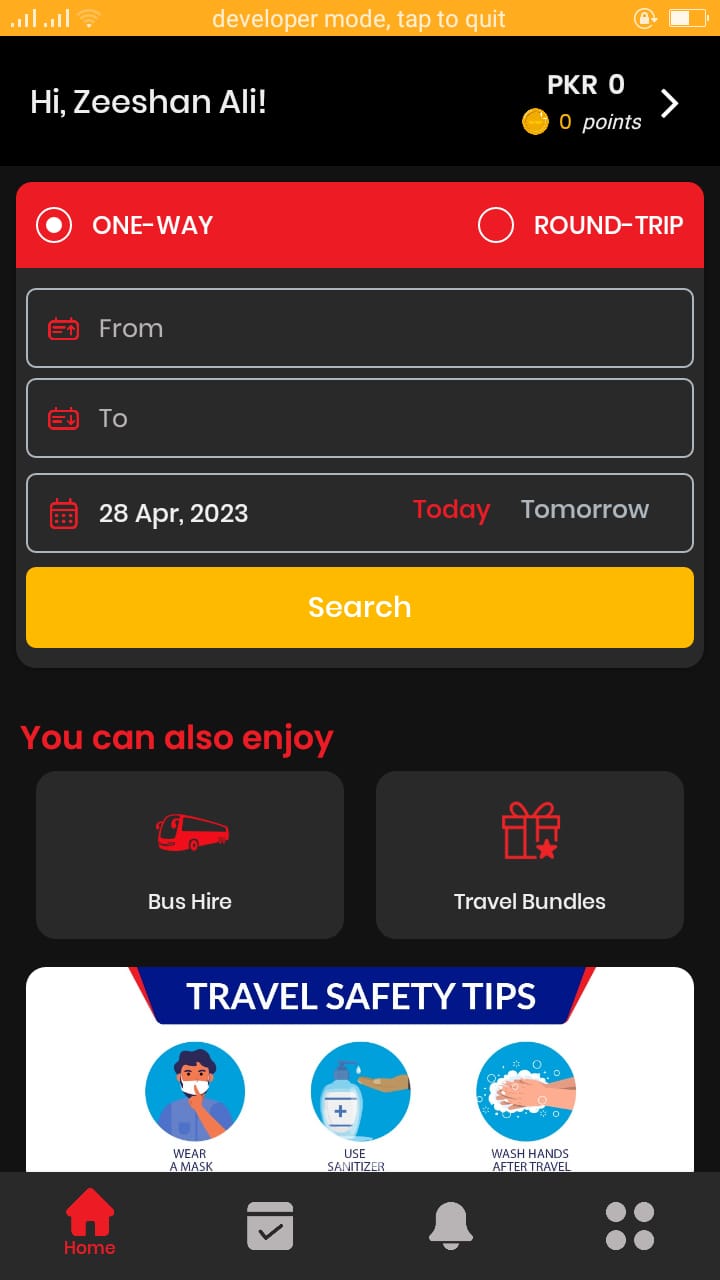 developer mode, tap to quit
Hi, Zeeshan Ali!
PKR 0
0 points
ONE-WAY
ROUND-TRIP
From
To
28 Apr, 2023
Today
Tomorrow
Search
You can also enjoy
Bus Hire
Travel Bundles
TRAVEL SAFETY TIPS
WEAR
A MASK
USE
SANITIZER
WASH HANDS
AFTER TRAVEL
Home